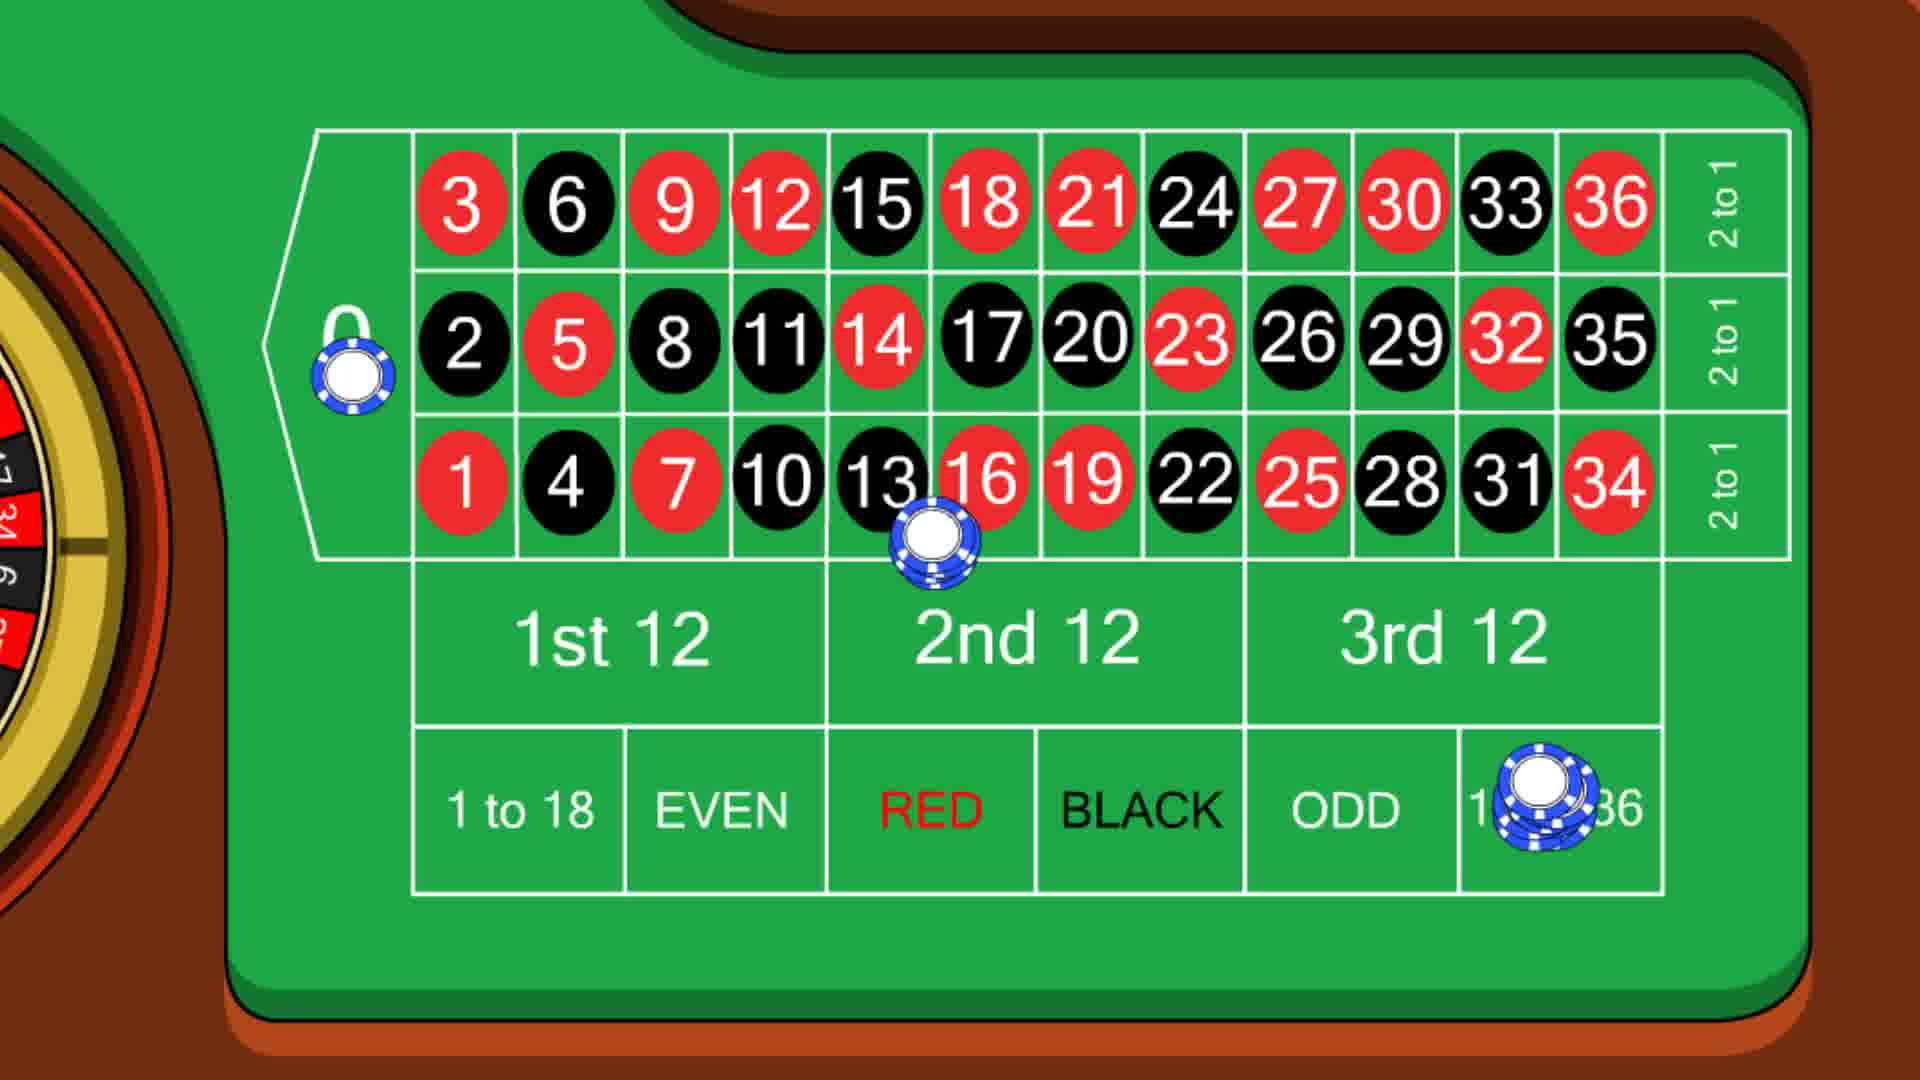 3 6 9 12 15 18 21 24 27 30 33 36 2 to 1
0 2 5 8 11 14 17 20 23 26 29 32 35 2 to 1
1 4 7 10 13 16 19 22 25 28 31 34 2 to 1
34
6
1st 12 2nd 12 3rd 12
1 to 18 EVEN RED BLACK ODD 36